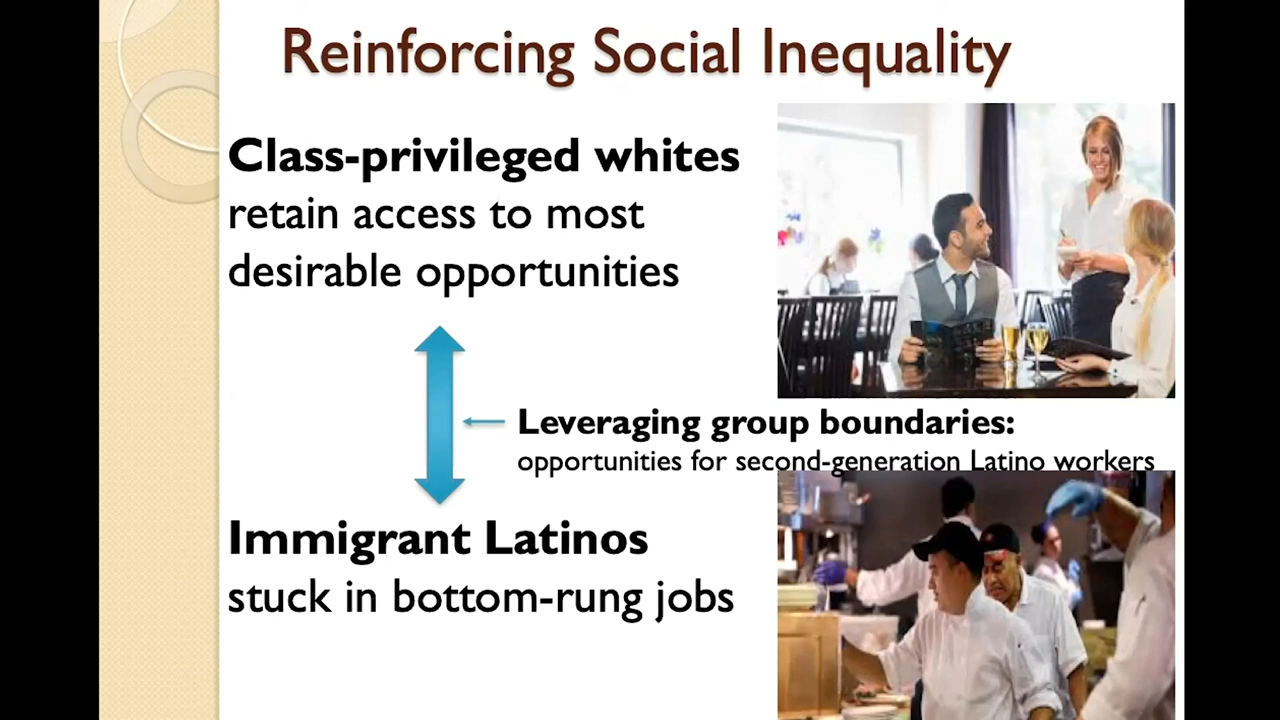 Reinforcing Social Inequality
Class-privileged whites
retain access to most
desirable opportunities
Leveraging group boundaries:
opportunities for second-generation Latino workers
Immigrant Latinos
stuck in bottom-rung jobs